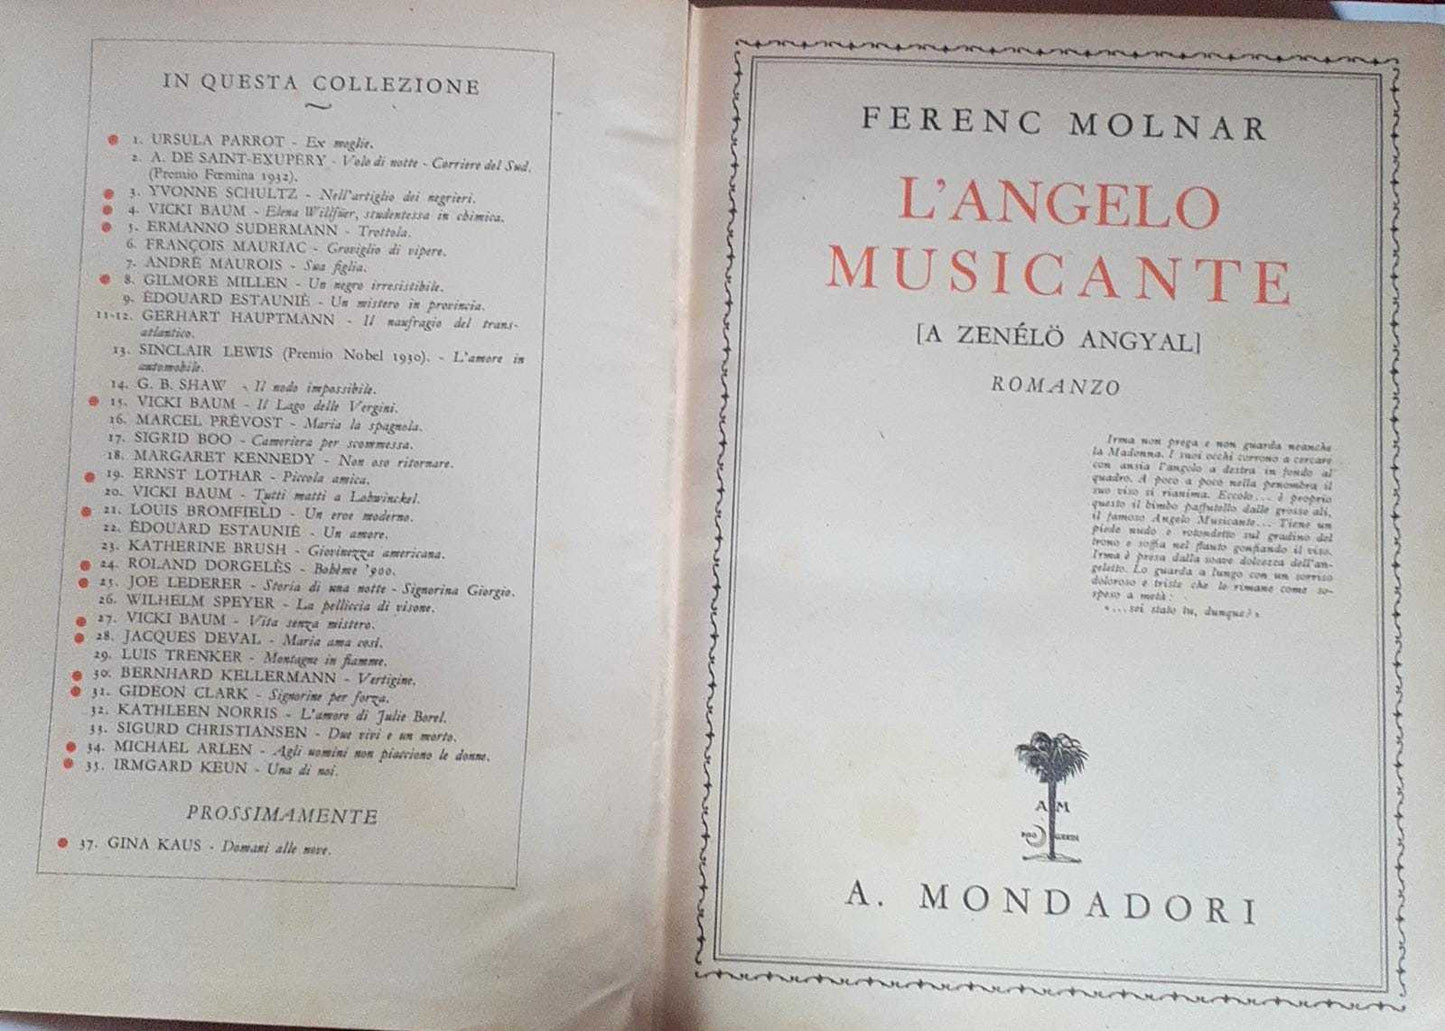 IN QUESTA COLLEZIONE
1. URSULA PARROT - Ex moglie.
2. A. DE SAINT-EXUPÉRY - Volo di notte - Corriere del Sud.
(Premio Fœmina 1932).
3. YVONNE SCHULTZ - Nell'artiglio dei negrieri.
4. VICKI BAUM - Elena Willfüer, studentessa in chimica.
5. ERMANNO SUDERMANN - Trottola.
6. FRANÇOIS MAURIAC - Groviglio di vipere.
7. ANDRÉ MAUROIS - Sua figlia.
8. GILMORE MILLEN - Un negro irresistibile.
9. ÉDOUARD ESTAUNIÉ - Un mistero in provincia.
11-12. GERHART HAUPTMANN - Il naufragio del trans-
atlantico.
13. SINCLAIR LEWIS (Premio Nobel 1930). - L'amore in
automobile.
14. G. B. SHAW - Il nodo impossibile.
15. VICKI BAUM - Il Lago delle Vergini.
16. MARCEL PRÉVOST - Maria la spagnola.
17. SIGRID BOO - Cameriera per scommessa.
18. MARGARET KENNEDY - Non oso ritornare.
19. ERNST LOTHAR - Piccola amica.
20. VICKI BAUM - Tutti matti a Lohwinckel.
21. LOUIS BROMFIELD - Un eroe moderno.
22. ÉDOUARD ESTAUNIÉ - Un amore.
23. KATHERINE BRUSH - Giovinezza americana.
24. ROLAND DORGELÈS - Bohème '900.
25. JOE LEDERER - Storia di una notte - Signorina Giorgio.
26. WILHELM SPEYER - La pelliccia di visone.
27. VICKI BAUM - Vita senza mistero.
28. JACQUES DEVAL - Maria ama così.
29. LUIS TRENKER - Montagne in fiamme.
30. BERNHARD KELLERMANN - Vertigine.
31. GIDEON CLARK - Signorine per forza.
32. KATHLEEN NORRIS - L'amore di Julie Borel.
33. SIGURD CHRISTIANSEN - Due vivi e un morto.
34. MICHAEL ARLEN - Agli uomini non piacciono le donne.
35. IRMGARD KEUN - Una di noi.
PROSSIMAMENTE
37. GINA KAUS - Domani alle nove.
FERENC MOLNAR
L'ANGELO
MUSICANTE
[A ZENÉLÖ ANGYAL]
ROMANZO
Irma non prega e non guarda neanche
la Madonna. I suoi occhi corrono a cercare
con ansia l'angelo a destra in fondo al
quadro. A poco a poco nella penombra il
suo viso si rianima. Eccolo... è proprio
questo il bimbo paffutello dalle grosse ali,
il famoso Angelo Musicante... Tiene un
piede nudo e rotondetto sul gradino del
trono e soffia nel flauto gonfiando il viso.
Irma è presa dalla soave dolcezza dell'an-
geletto. Lo guarda a lungo con un sorriso
doloroso e triste che le rimane come so-
speso a metà:
«...sei stato tu, dunque?»
A M
A. MONDADORI